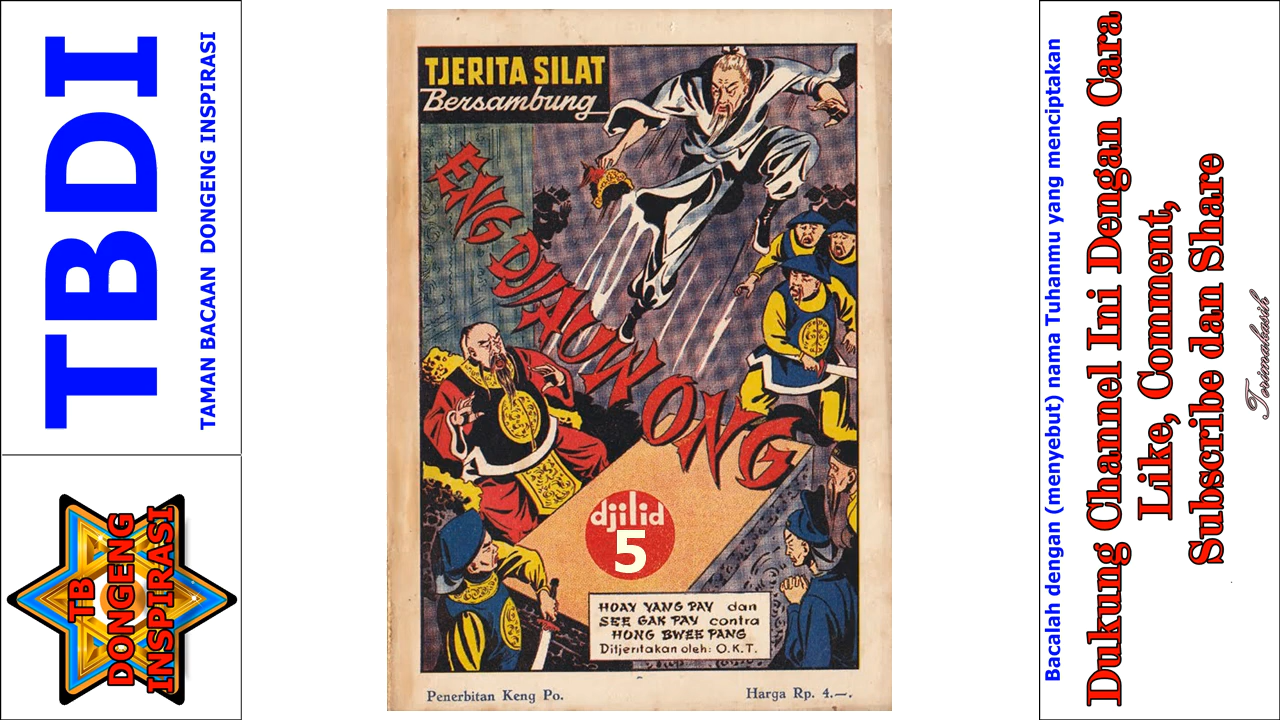 TBDI
TAMAN BACAAN DONGENG INSPIRASI
TB
DONGENG
INSPIRASI
TJERITA SILAT
Bersambung
ENG DJIAUW ONG
djilid
5
HOAY YANG PAY dan
SEE GAK PAY contra
HONG BWEE PANG
Ditjeritakan oleh: O.K.T.
Penerbitan Keng Po.
Harga Rp. 4.—.
Bacalah dengan (menyebut) nama Tuhanmu yang menciptakan
Dukung Channel Ini Dengan Cara
Like, Comment,
Subscribe dan Share
Terimakasih